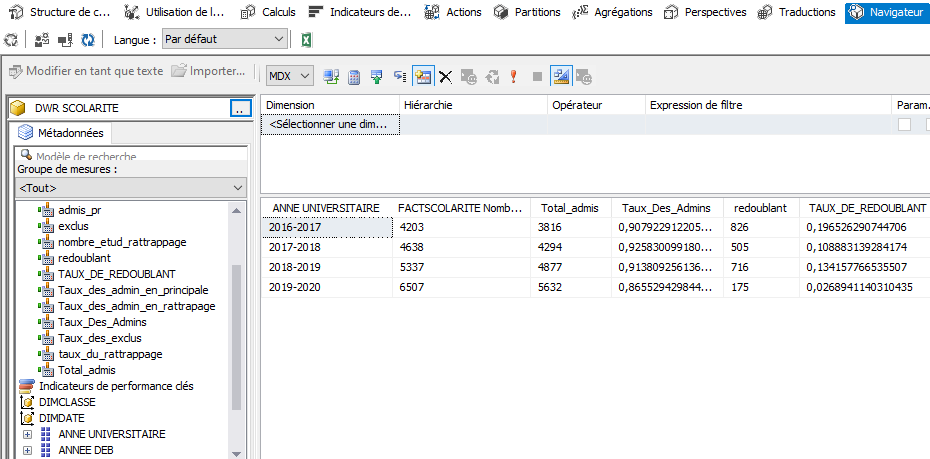 Structure de c... Utilisation de l... Calculs Indicateurs de... Actions Partitions Agrégations Perspectives Traductions Navigateur
Langue : Par défaut
Modifier en tant que texte Importer... MDX
DWR SCOLARITE ..
Métadonnées
Modèle de recherche
Groupe de mesures :
<Tout>
admis_pr
exclus
nombre_etud_rattrappage
redoublant
TAUX_DE_REDOUBLANT
Taux_des_admin_en_principale
Taux_des_admin_en_rattrapage
Taux_Des_Admins
Taux_des_exclus
taux_du_rattrappage
Total_admis
Indicateurs de performance clés
DIMCLASSE
DIMDATE
ANNE UNIVERSITAIRE
ANNEE DEB
Dimension Hiérarchie Opérateur Expression de filtre Param...
<Sélectionner une dim...
ANNE UNIVERSITAIRE FACTSCOLARITE Nomb... Total_admis Taux_Des_Admins redoublant TAUX_DE_REDOUBLANT
2016-2017 4203 3816 0,907922912205... 826 0,196526290744706
2017-2018 4638 4294 0,925830099180... 505 0,108883139284174
2018-2019 5337 4877 0,913809256136... 716 0,134157766535507
2019-2020 6507 5632 0,865529429844... 175 0,0268941140310435